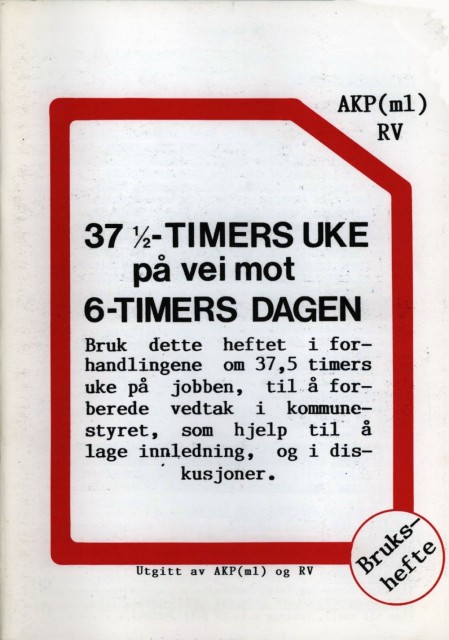 AKP(ml)
RV
37 ½-TIMERS UKE
på vei mot
6-TIMERS DAGEN
Bruk dette heftet i for-
handlingene om 37,5 timers
uke på jobben, til å for-
berede vedtak i kommune-
styret, som hjelp til å
lage innledning, og i dis-
kusjoner.
Bruks-
hefte
Utgitt av AKP(ml) og RV